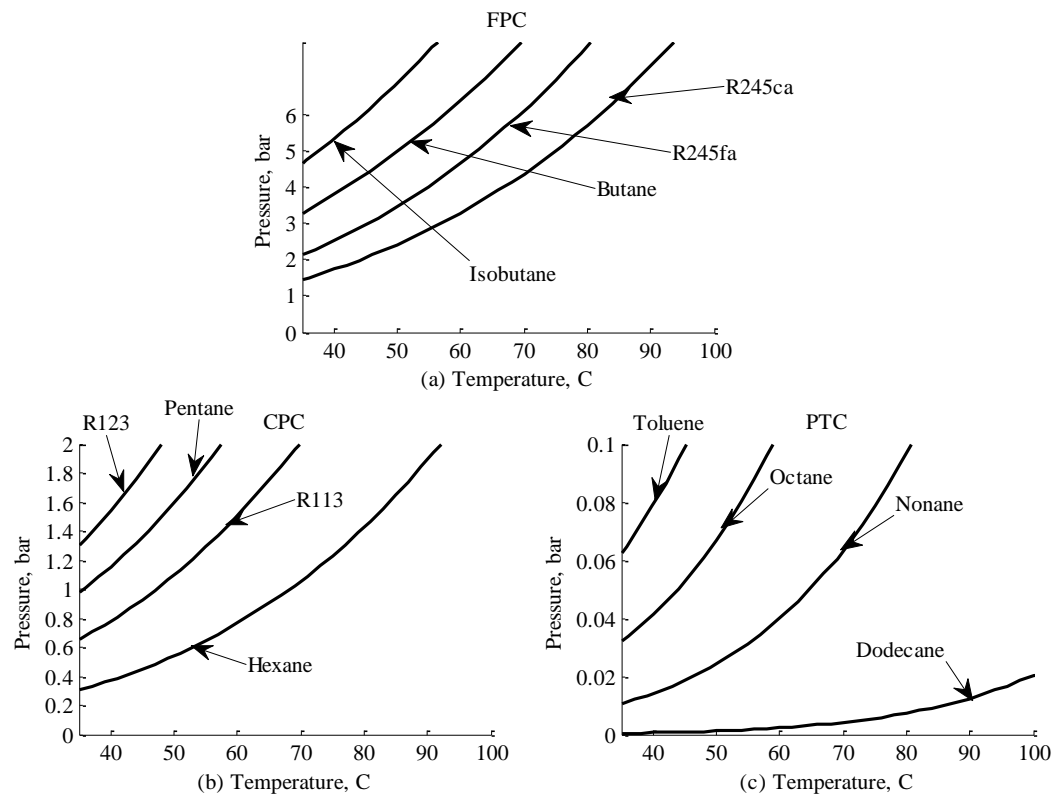 FPC
Pressure, bar
6
5
4
3
2
1
0
R245ca
R245fa
Butane
Isobutane
40 50 60 70 80 90 100
(a) Temperature, C
CPC
Pressure, bar
2
1.8
1.6
1.4
1.2
1
0.8
0.6
0.4
0.2
0
R123
Pentane
R113
Hexane
40 50 60 70 80 90 100
(b) Temperature, C
PTC
Pressure, bar
0.1
0.08
0.06
0.04
0.02
0
Toluene
Octane
Nonane
Dodecane
40 50 60 70 80 90 100
(c) Temperature, C